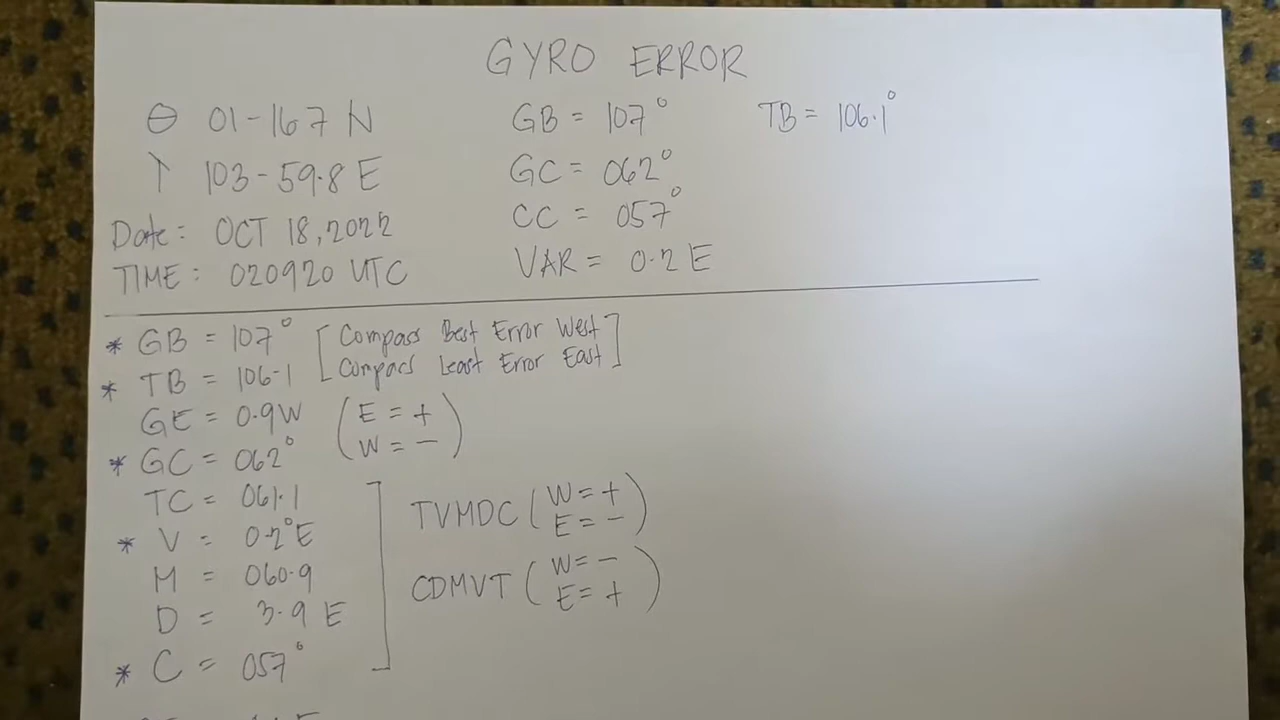 GYRO ERROR
θ 01-16.7 N
λ 103-59.8 E
Date: OCT 18, 2022
TIME: 020920 UTC
GB = 107°
GC = 062°
CC = 057°
VAR = 0.2 E
TB = 106.1°
* GB = 107° [Compass Best Error West
* TB = 106.1 Compass Least Error East]
GE = 0.9W (E = +
W = -)
* GC = 062°
TC = 061.1
* V = 0.2°E
M = 060.9
D = 3.9 E
* C = 057°
TVMDC (W = +
E = -)
CDMVT (W = -
E = +)